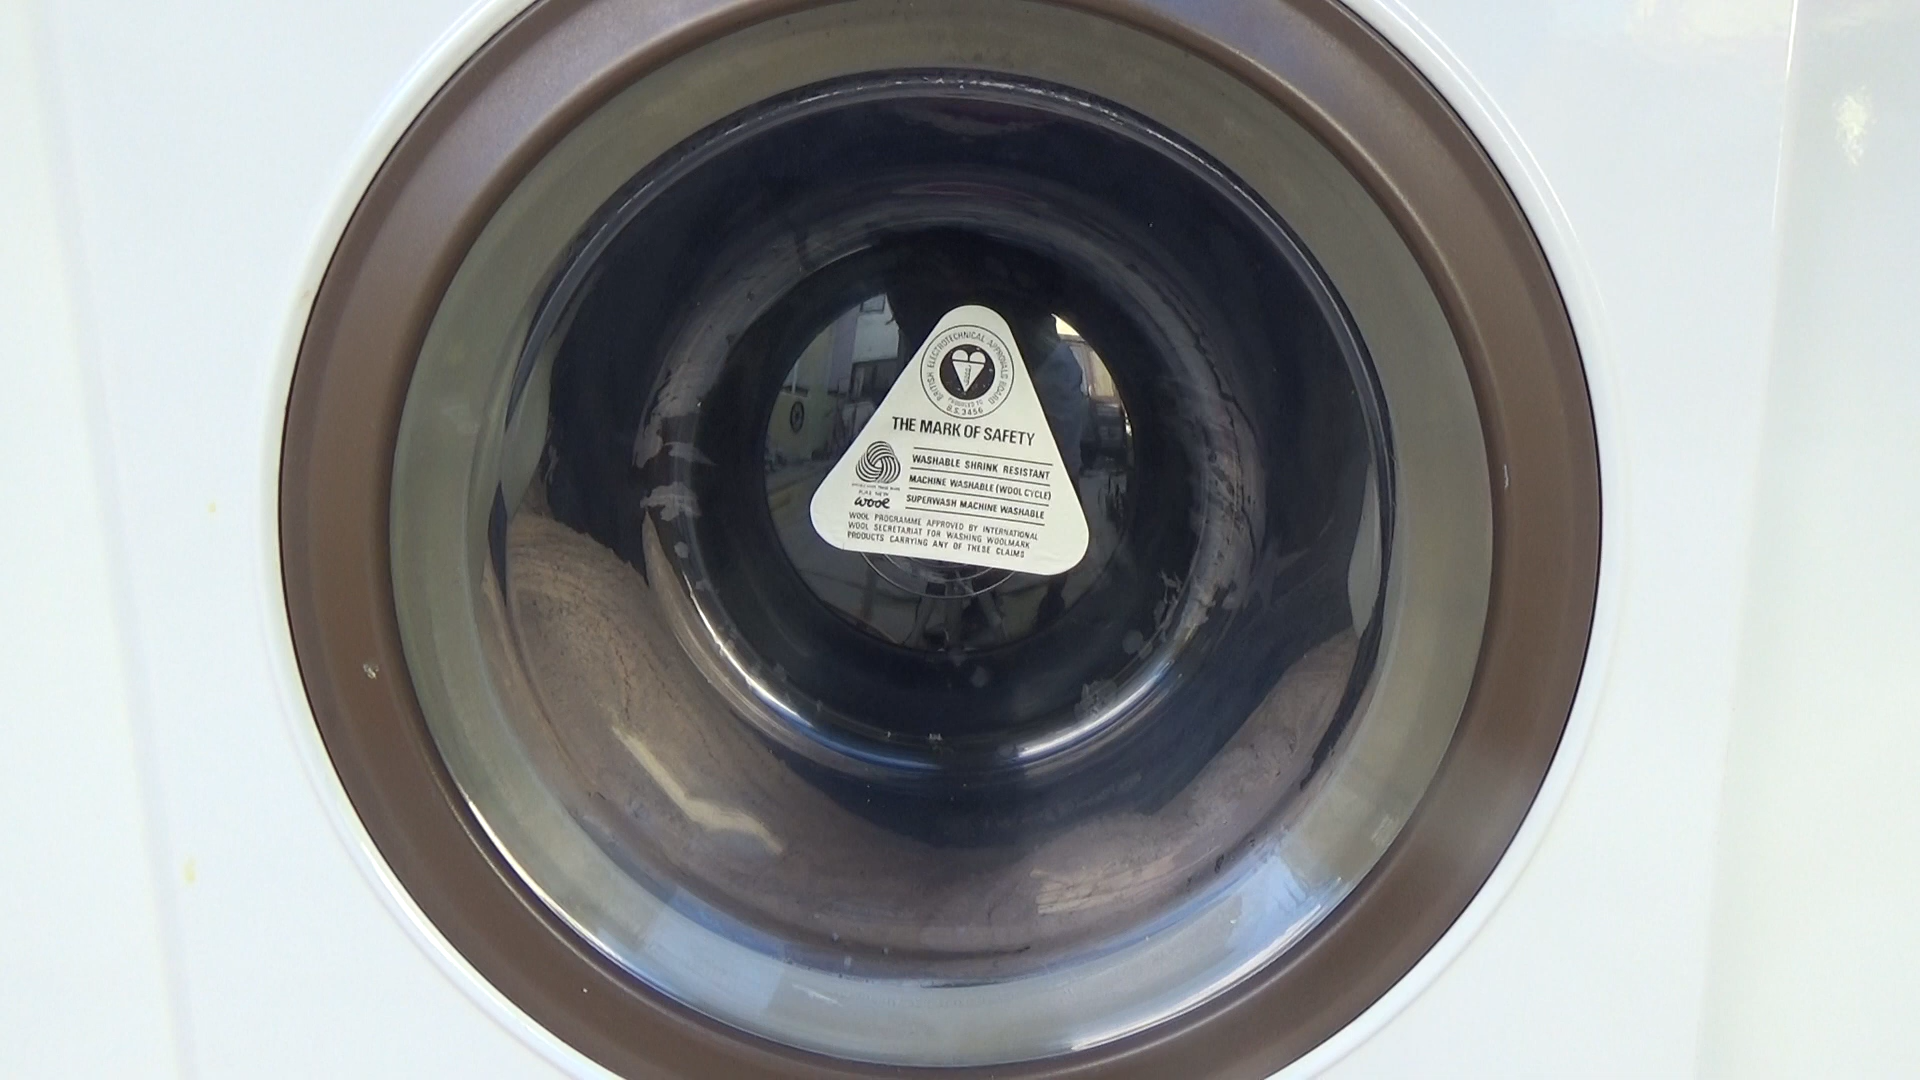 BRITISH ELECTROTECHNICAL APPROVALS BOARD
PRODUCED TO
B.S. 3456
THE MARK OF SAFETY
WASHABLE SHRINK RESISTANT
MACHINE WASHABLE (WOOL CYCLE)
SUPERWASH MACHINE WASHABLE
PURE NEW
wool
WOOL PROGRAMME APPROVED BY INTERNATIONAL
WOOL SECRETARIAT FOR WASHING WOOLMARK
PRODUCTS CARRYING ANY OF THESE CLAIMS